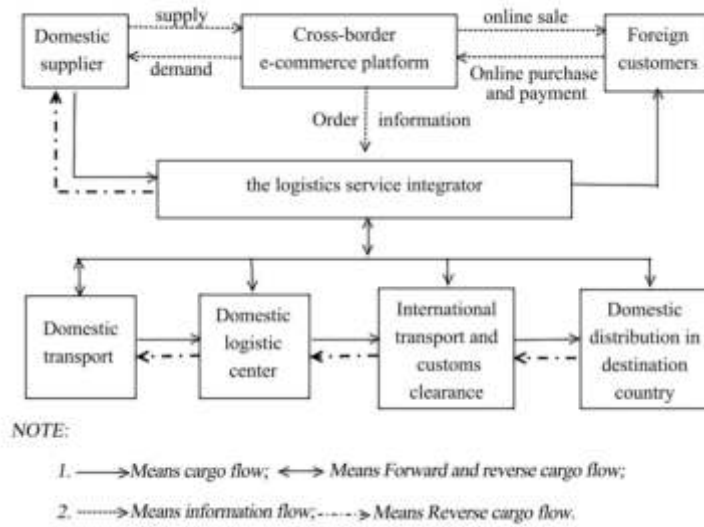 supply
online sale
Domestic
supplier
Cross-border
e-commerce platform
Foreign
customers
demand
Online purchase
and payment
Order information
the logistics service integrator
Domestic
transport
Domestic
logistic
center
International
transport and
customs
clearance
Domestic
distribution in
destination
country
NOTE:
1. Means cargo flow; Means Forward and reverse cargo flow;
2. Means information flow; Means Reverse cargo flow.